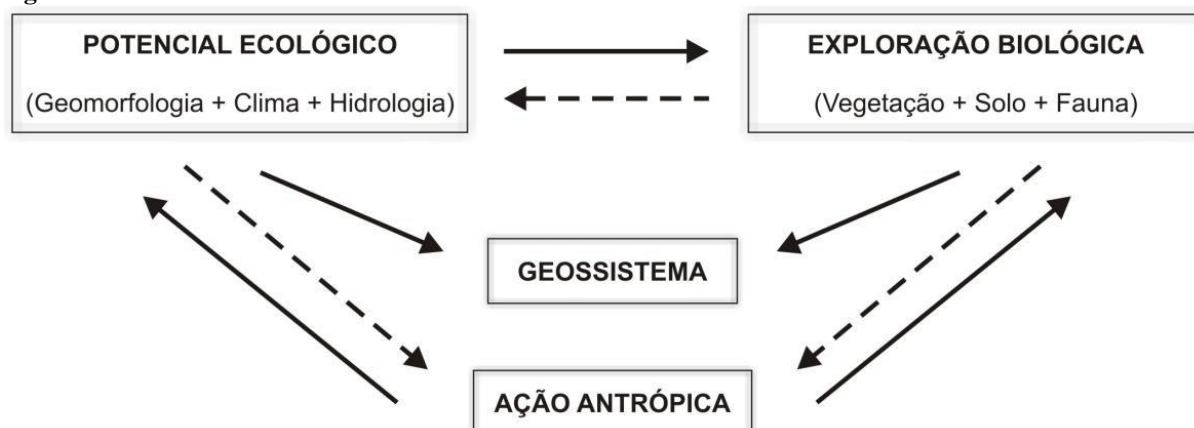 POTENCIAL ECOLÓGICO
(Geomorfologia + Clima + Hidrologia)
EXPLORAÇÃO BIOLÓGICA
(Vegetação + Solo + Fauna)
GEOSSISTEMA
AÇÃO ANTRÓPICA